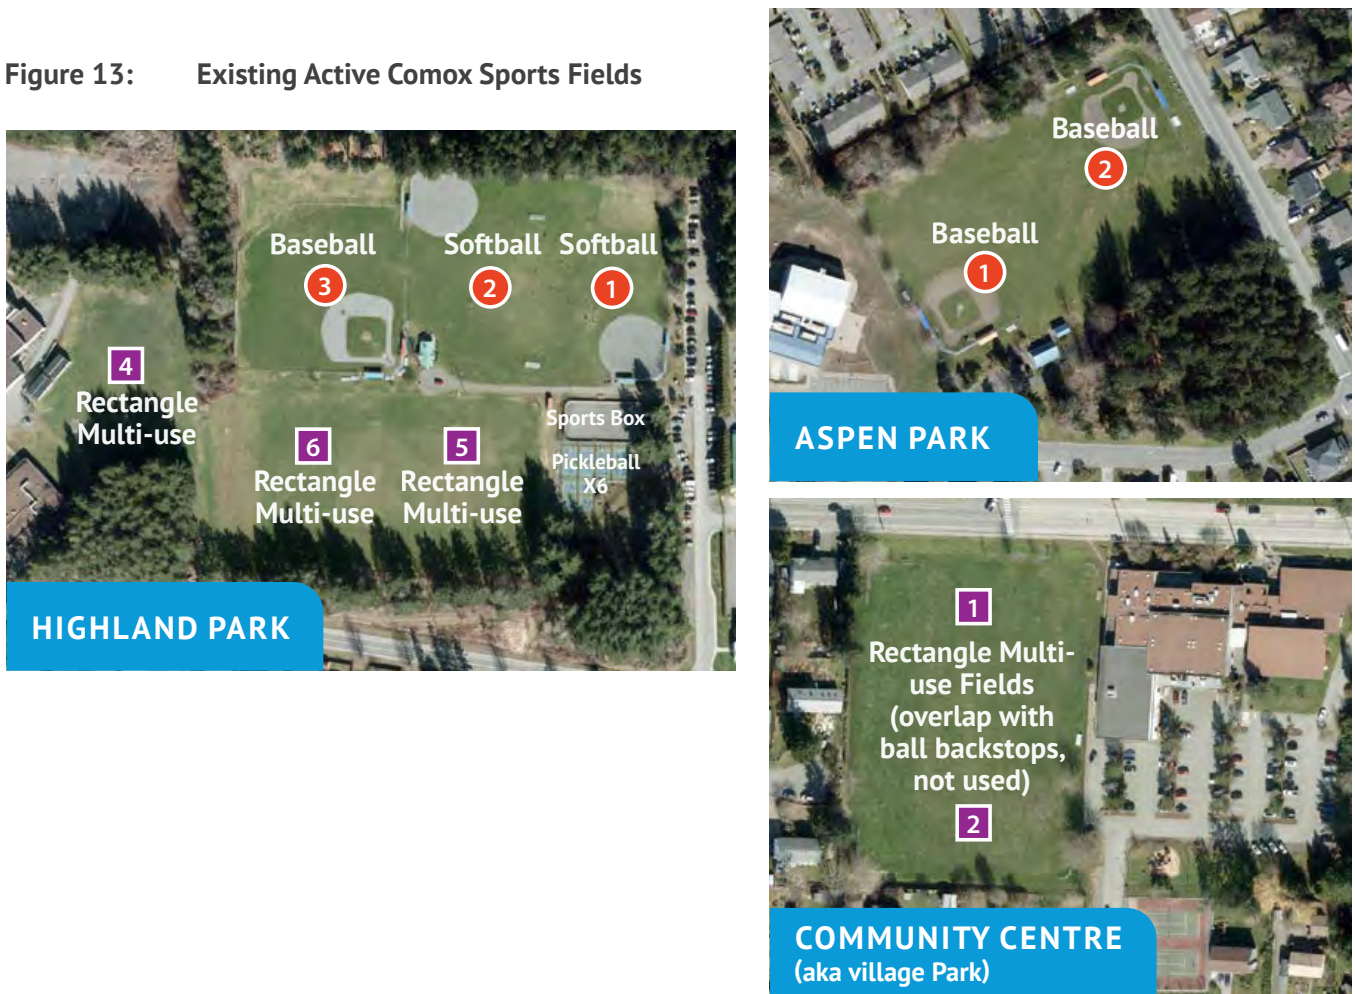 Figure 13: Existing Active Comox Sports Fields
Baseball
3
Softball
2
Softball
1
4
Rectangle
Multi-use
6
Rectangle
Multi-use
5
Rectangle
Multi-use
Sports Box
Pickleball
X6
HIGHLAND PARK
Baseball
2
Baseball
1
ASPEN PARK
1
Rectangle Multi-
use Fields
(overlap with
ball backstops,
not used)
2
COMMUNITY CENTRE
(aka village Park)